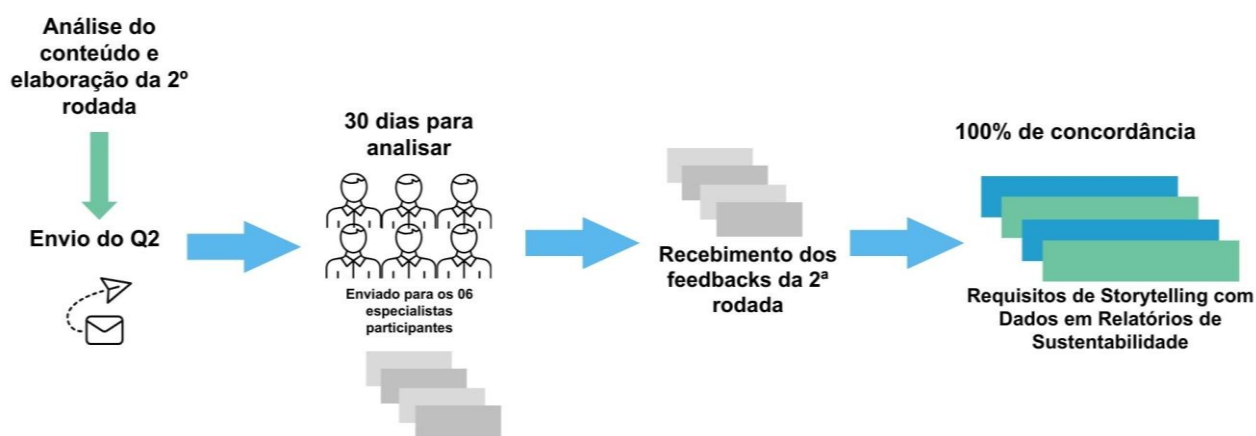 Análise do
conteúdo e
elaboração da 2º
rodada
Envio do Q2
30 dias para
analisar
Enviado para os 06
especialistas
participantes
Recebimento dos
feedbacks da 2ª
rodada
100% de concordância
Requisitos de Storytelling com
Dados em Relatórios de
Sustentabilidade